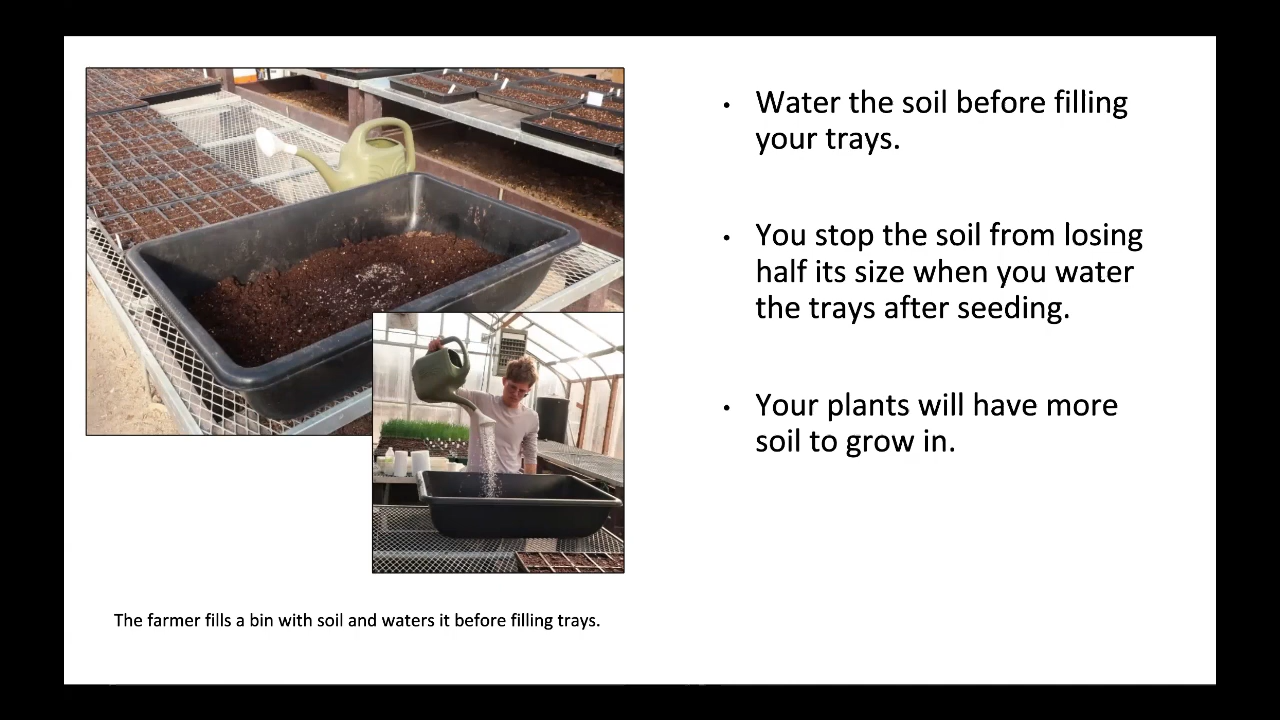 • Water the soil before filling
your trays.
• You stop the soil from losing
half its size when you water
the trays after seeding.
• Your plants will have more
soil to grow in.
The farmer fills a bin with soil and waters it before filling trays.